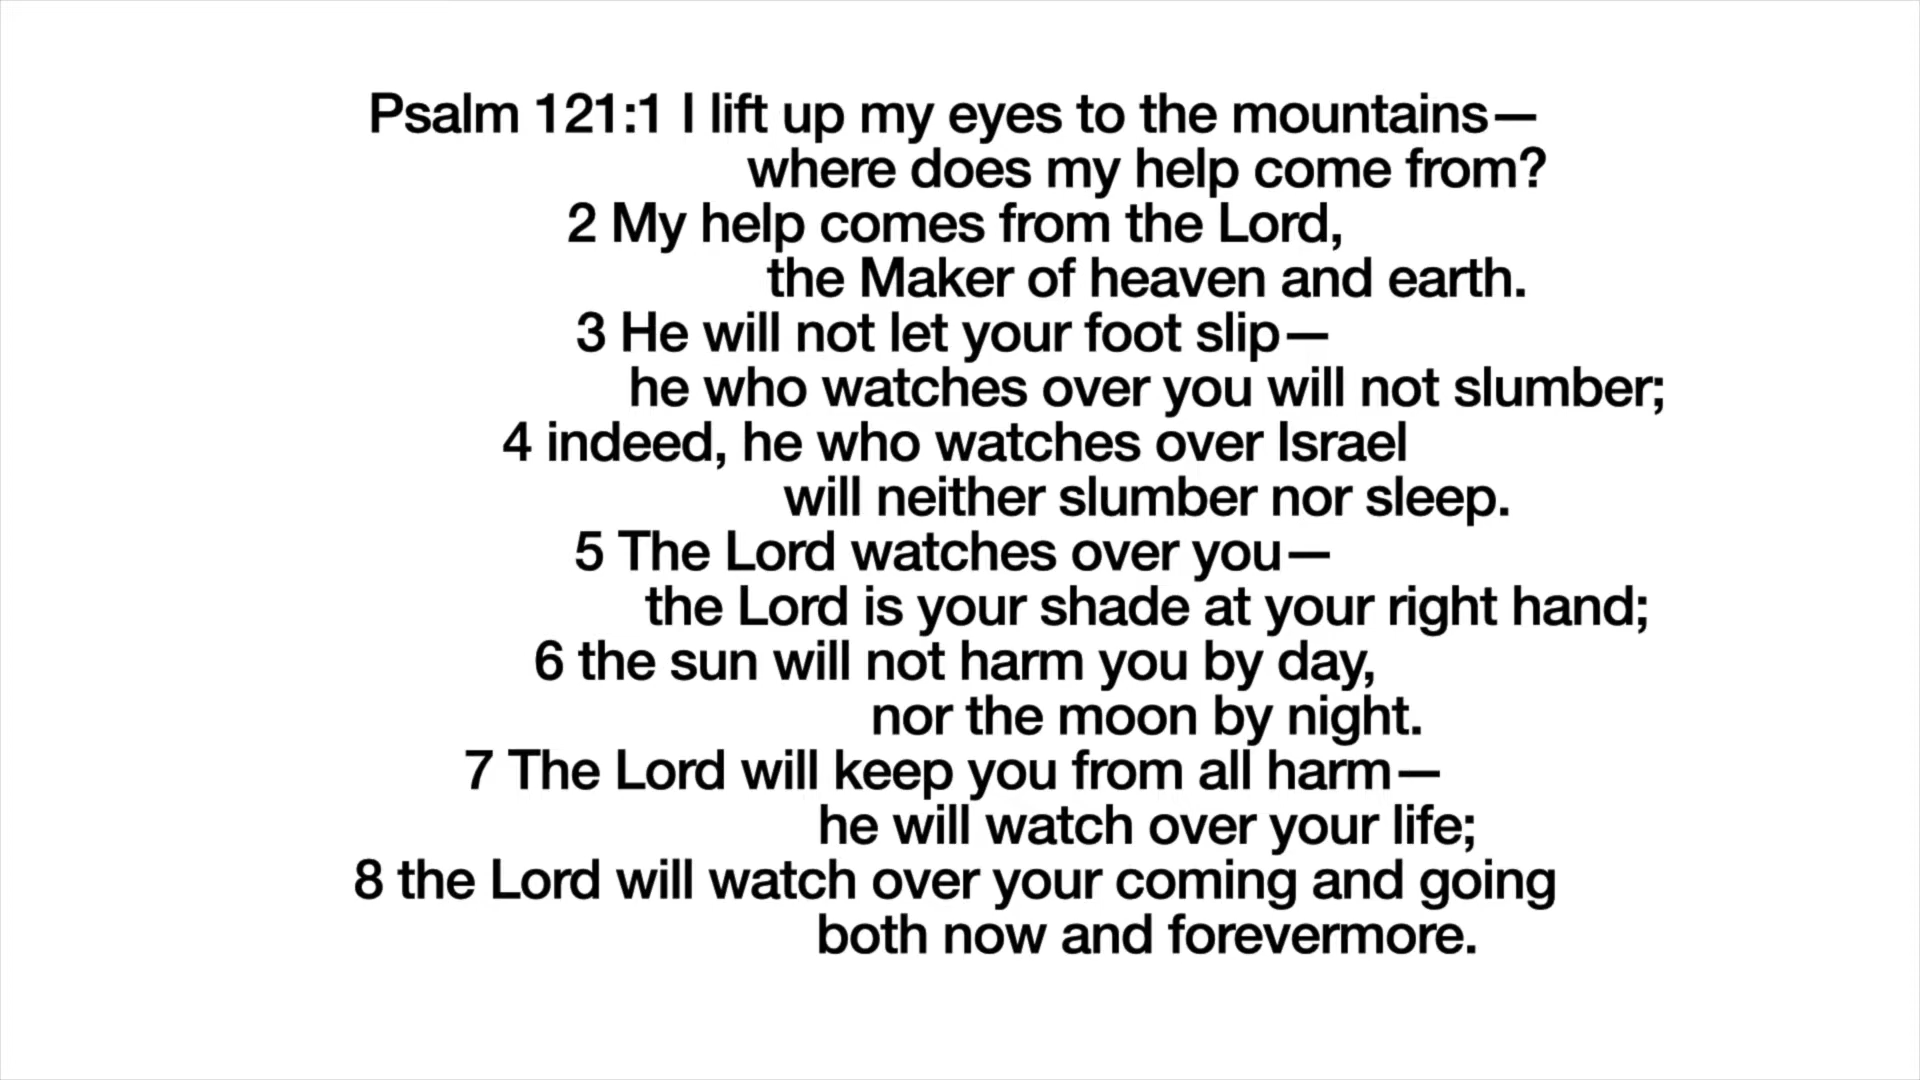 Psalm 121:1 I lift up my eyes to the mountains—
where does my help come from?
2 My help comes from the Lord,
the Maker of heaven and earth.
3 He will not let your foot slip—
he who watches over you will not slumber;
4 indeed, he who watches over Israel
will neither slumber nor sleep.
5 The Lord watches over you—
the Lord is your shade at your right hand;
6 the sun will not harm you by day,
nor the moon by night.
7 The Lord will keep you from all harm—
he will watch over your life;
8 the Lord will watch over your coming and going
both now and forevermore.